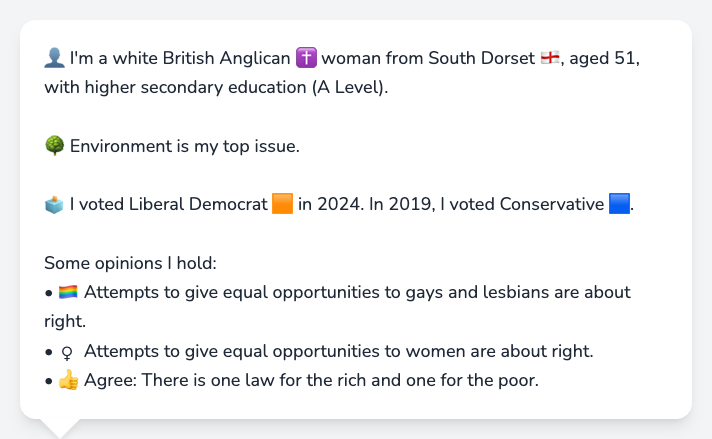 👤 I'm a white British Anglican ✝️ woman from South Dorset 🏴󠁧󠁢󠁥󠁮󠁧󠁿, aged 51,
with higher secondary education (A Level).
🌳 Environment is my top issue.
🗳️ I voted Liberal Democrat 🟧 in 2024. In 2019, I voted Conservative 🟦.
Some opinions I hold:
• 🏳️‍🌈 Attempts to give equal opportunities to gays and lesbians are about
right.
• ♀ Attempts to give equal opportunities to women are about right.
• 👍 Agree: There is one law for the rich and one for the poor.